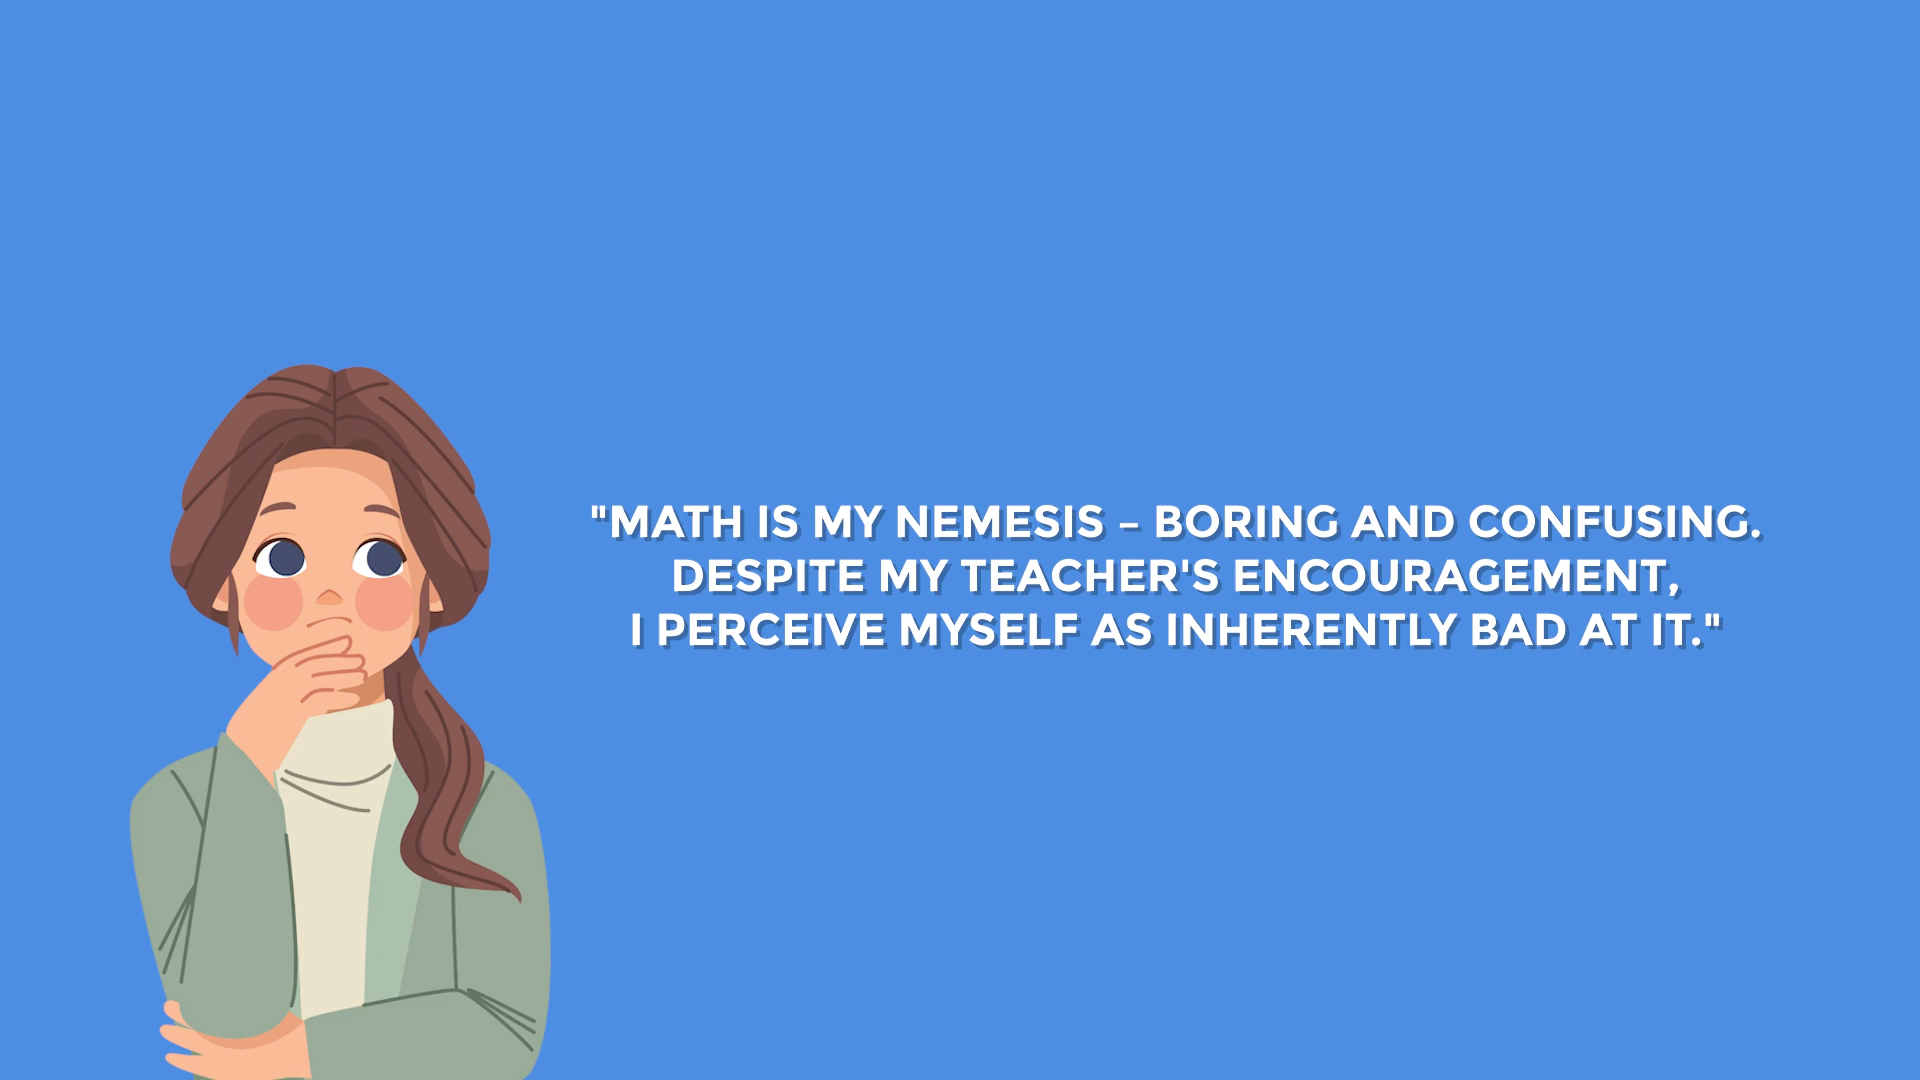 "MATH IS MY NEMESIS – BORING AND CONFUSING.
DESPITE MY TEACHER'S ENCOURAGEMENT,
I PERCEIVE MYSELF AS INHERENTLY BAD AT IT."